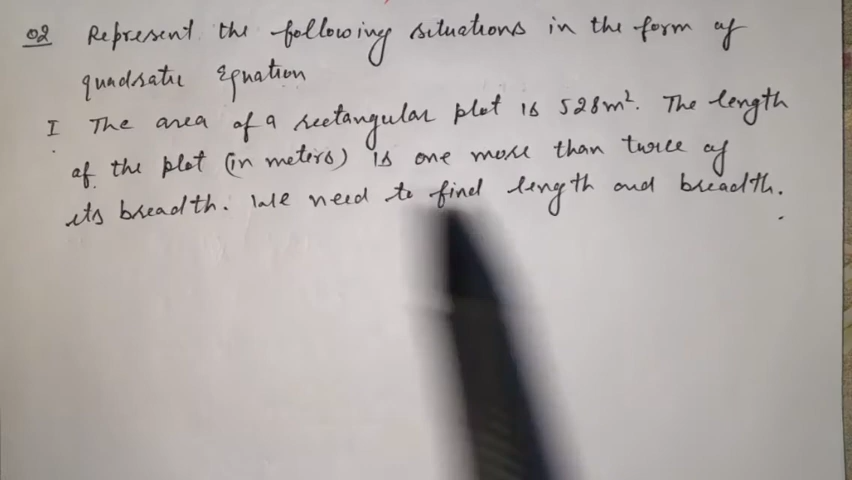 Q2 Represent the following situations in the form of
quadratic Equation
I The area of a rectangular plot is 528m². The length
of the plot (in meters) is one more than twice of
its breadth. We need to find length and breadth.